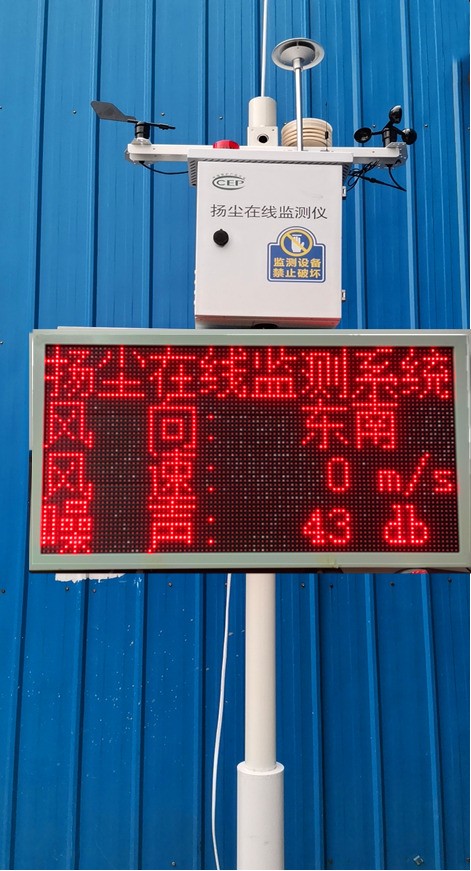 CEP
扬尘在线监测仪
监测设备
禁止破坏
扬尘在线监测系统
风 向: 东南
风 速: 0 m/s
噪 声: 43 db